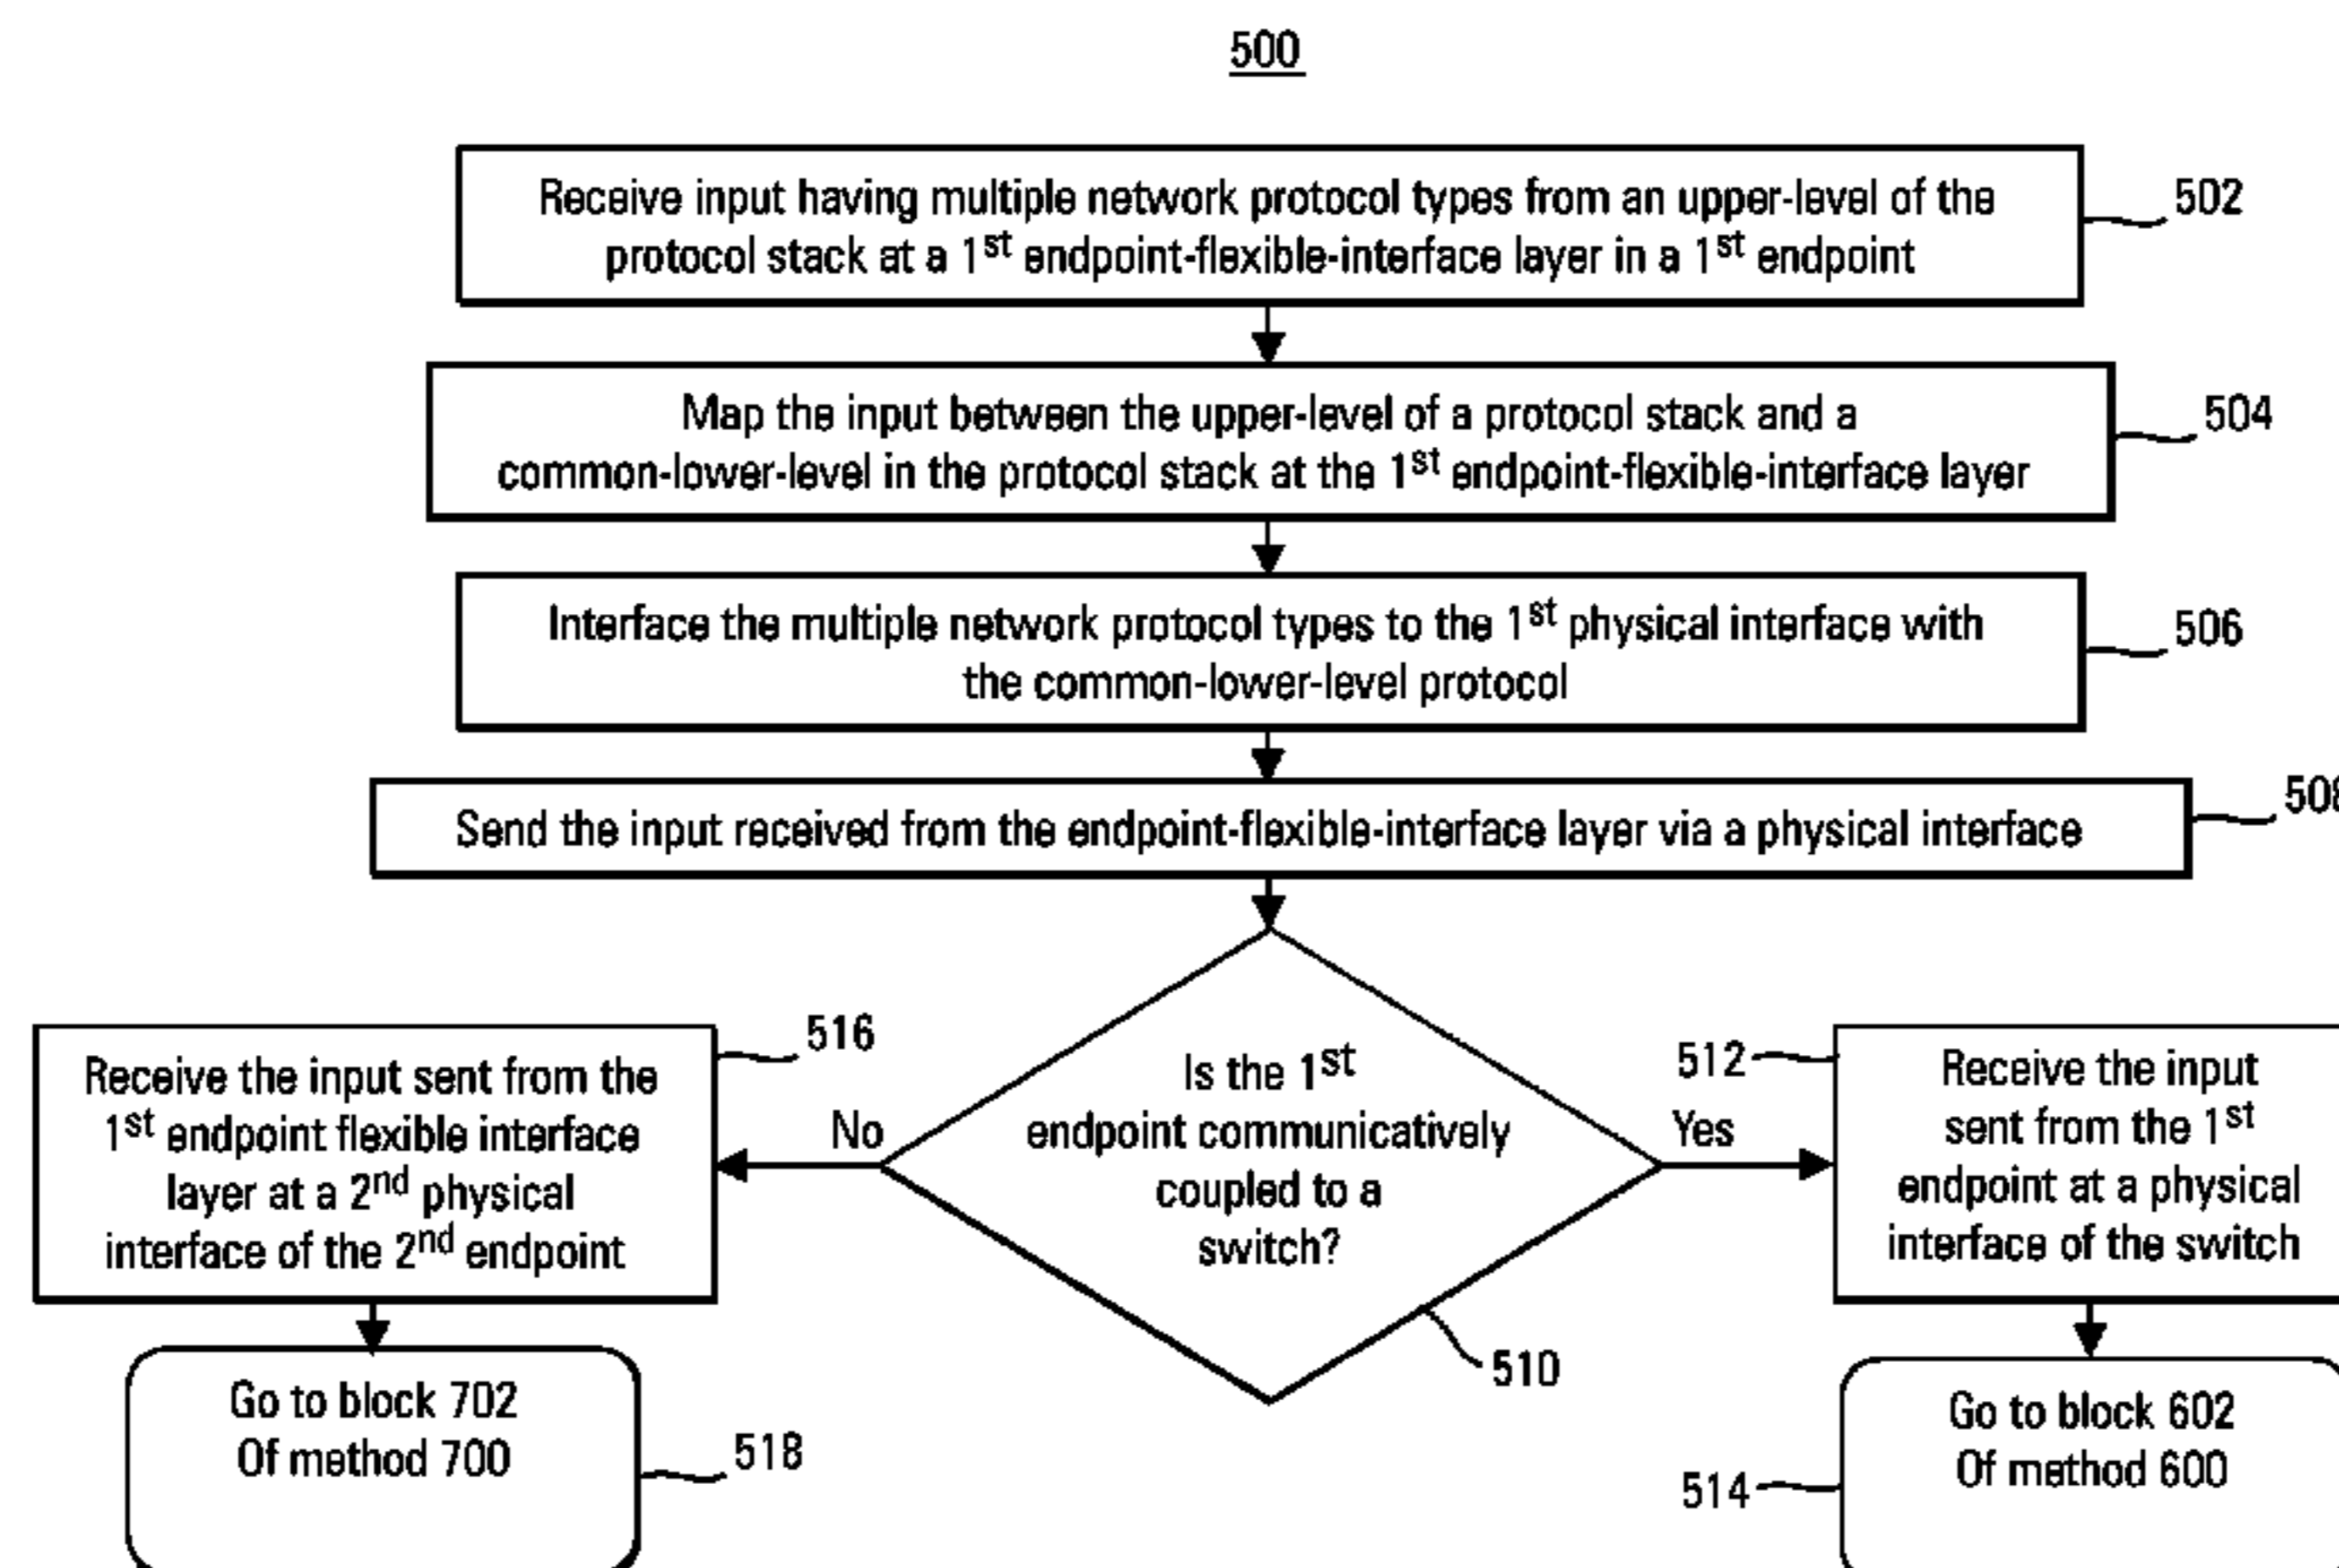 500
Receive input having multiple network protocol types from an upper-level of the
protocol stack at a 1st endpoint-flexible-interface layer in a 1st endpoint
502
Map the input between the upper-level of a protocol stack and a
common-lower-level in the protocol stack at the 1st endpoint-flexible-interface layer
504
Interface the multiple network protocol types to the 1st physical interface with
the common-lower-level protocol
506
Send the input received from the endpoint-flexible-interface layer via a physical interface
508
Is the 1st
endpoint communicatively
coupled to a
switch?
510
No
Yes
516
Receive the input sent from the
1st endpoint flexible interface
layer at a 2nd physical
interface of the 2nd endpoint
512
Receive the input
sent from the 1st
endpoint at a physical
interface of the switch
Go to block 702
Of method 700
518
Go to block 602
Of method 600
514